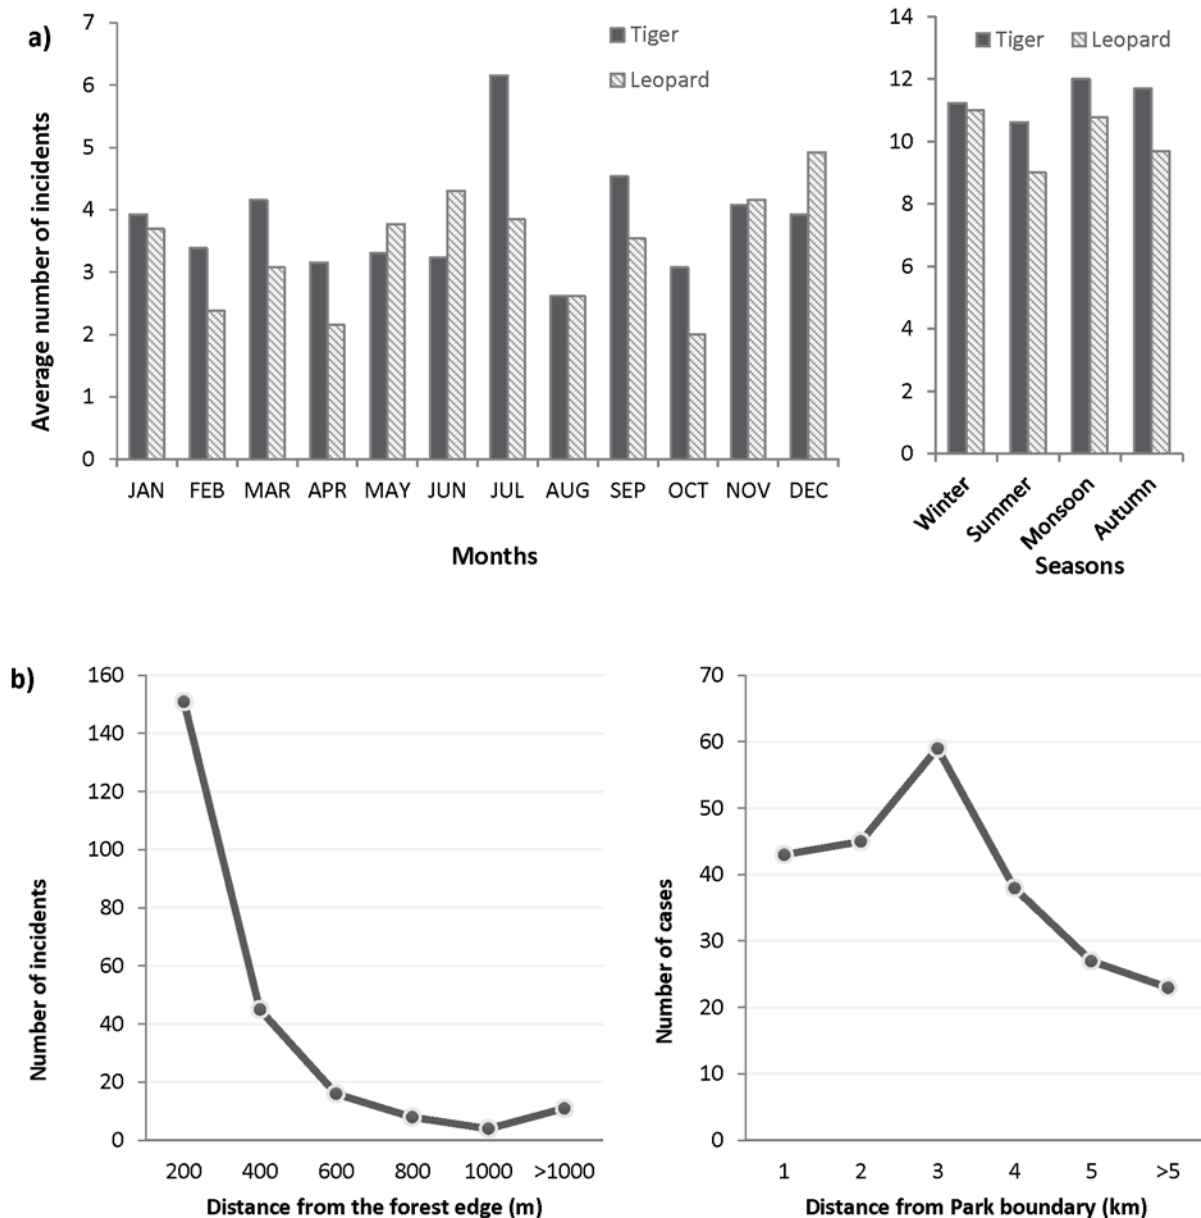 a)
Average number of incidents
7
6
5
4
3
2
1
0
Tiger
Leopard
JAN FEB MAR APR MAY JUN JUL AUG SEP OCT NOV DEC
Months
14
12
10
8
6
4
2
0
Tiger Leopard
Winter Summer Monsoon Autumn
Seasons
b)
Number of incidents
160
140
120
100
80
60
40
20
0
200 400 600 800 1000 >1000
Distance from the forest edge (m)
Number of cases
70
60
50
40
30
20
10
0
1 2 3 4 5 >5
Distance from Park boundary (km)